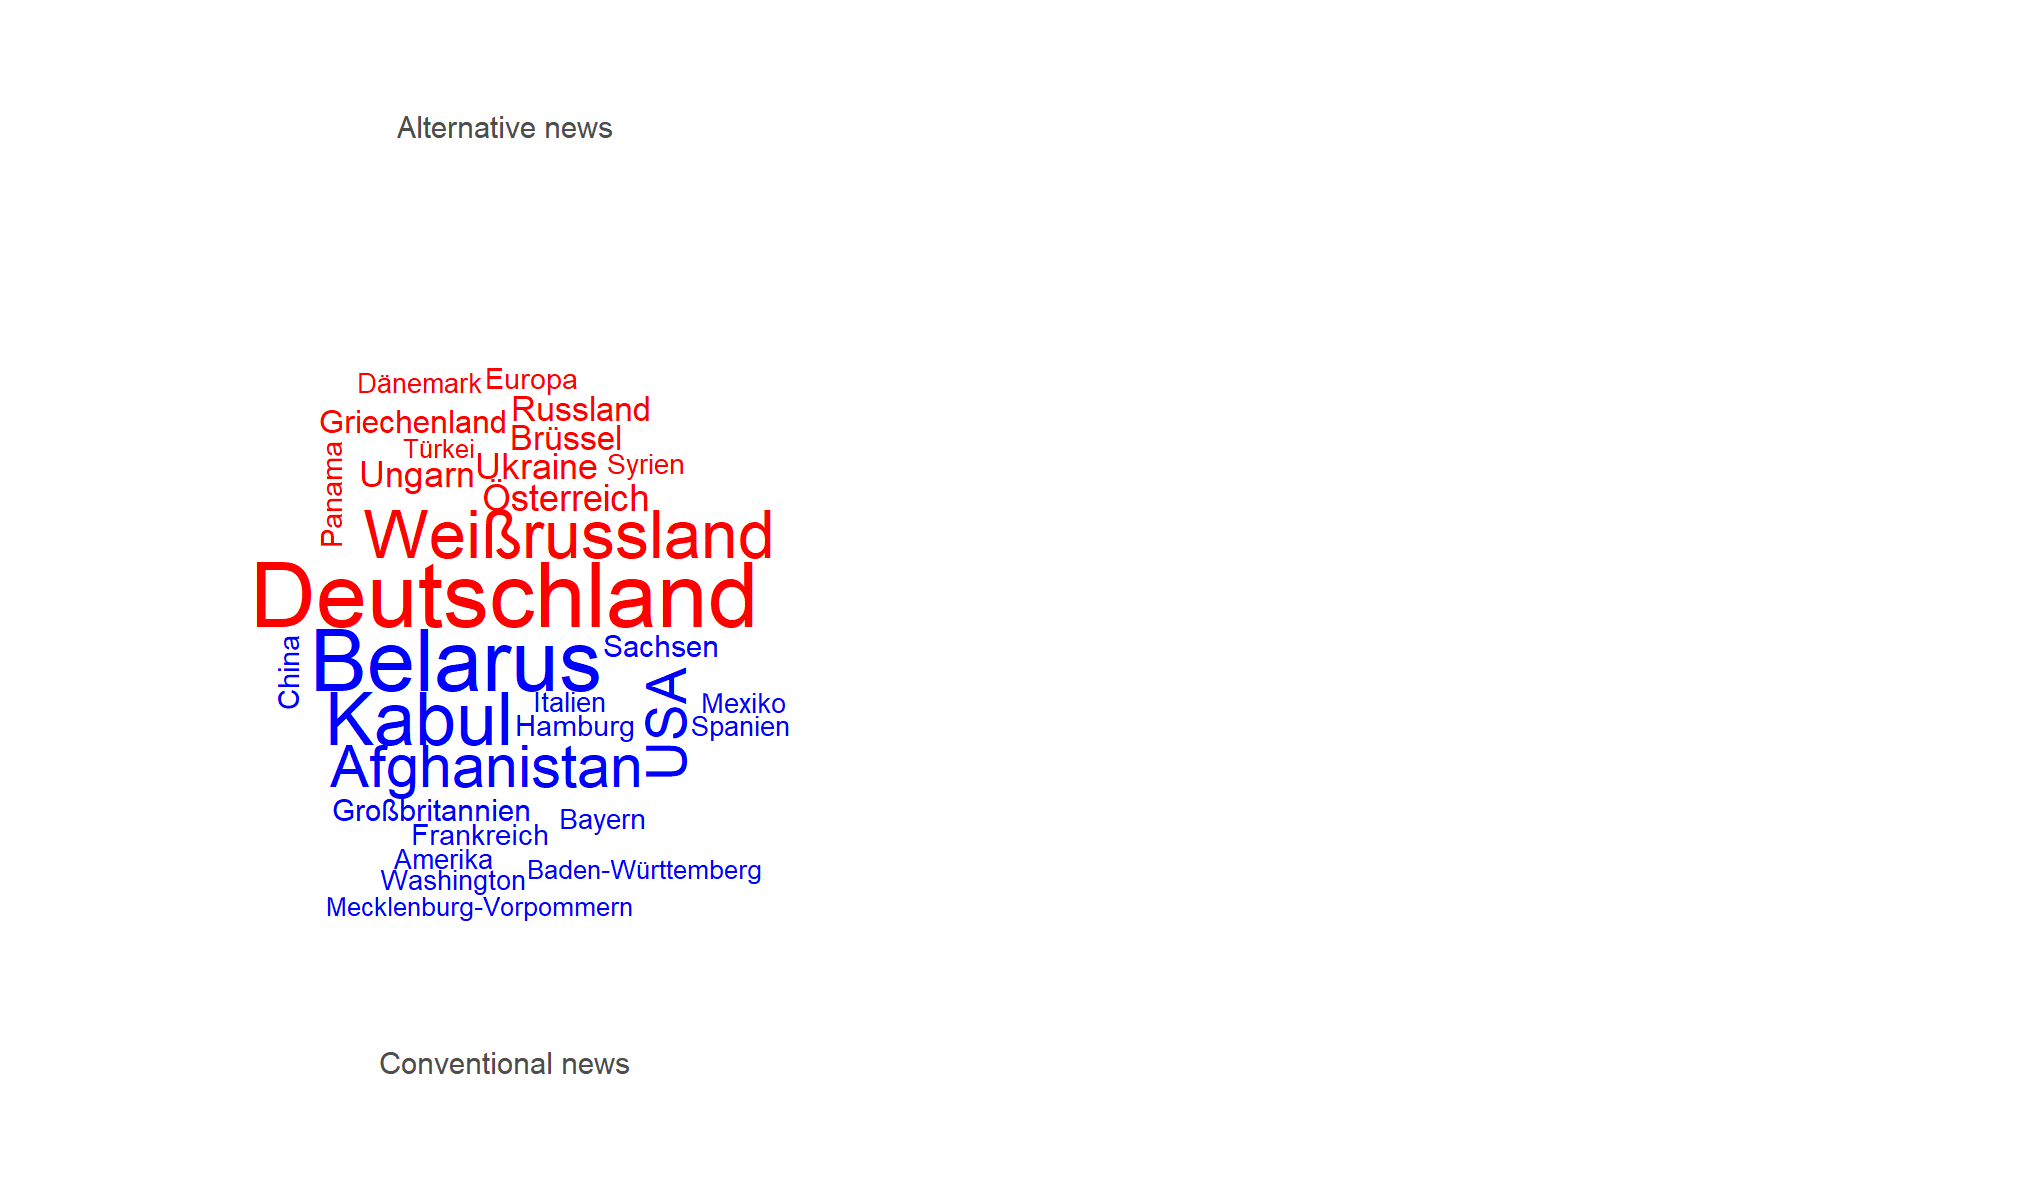 Alternative news
Dänemark
Europa
Griechenland
Russland
Türkei
Brüssel
Panama
Ungarn
Ukraine
Syrien
Österreich
Weißrussland
Deutschland
China
Belarus
Sachsen
Kabul
Italien
Hamburg
USA
Mexiko
Spanien
Afghanistan
Großbritannien
Bayern
Frankreich
Amerika
Washington
Baden-Württemberg
Mecklenburg-Vorpommern
Conventional news